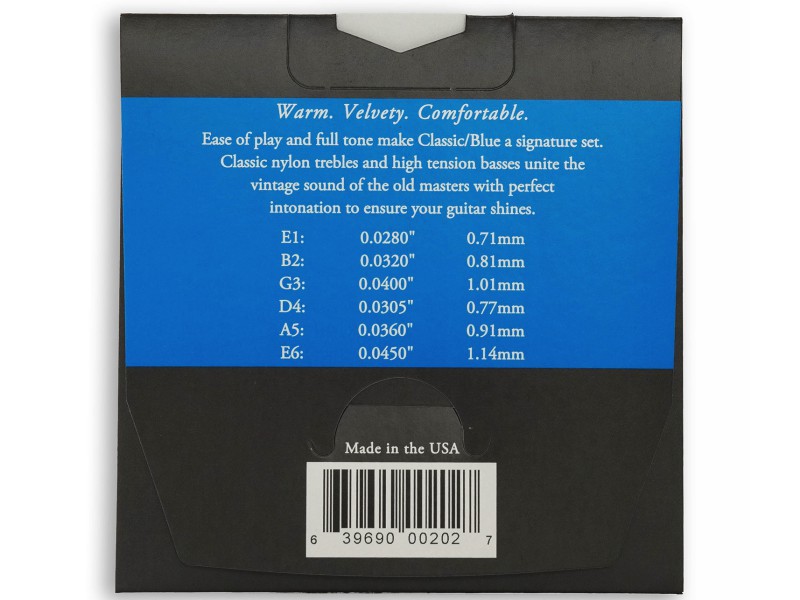 Warm. Velvety. Comfortable.
Ease of play and full tone make Classic/Blue a signature set.
Classic nylon trebles and high tension basses unite the
vintage sound of the old masters with perfect
intonation to ensure your guitar shines.
E1: 0.0280" 0.71mm
B2: 0.0320" 0.81mm
G3: 0.0400" 1.01mm
D4: 0.0305" 0.77mm
A5: 0.0360" 0.91mm
E6: 0.0450" 1.14mm
Made in the USA
6 39690 00202 7